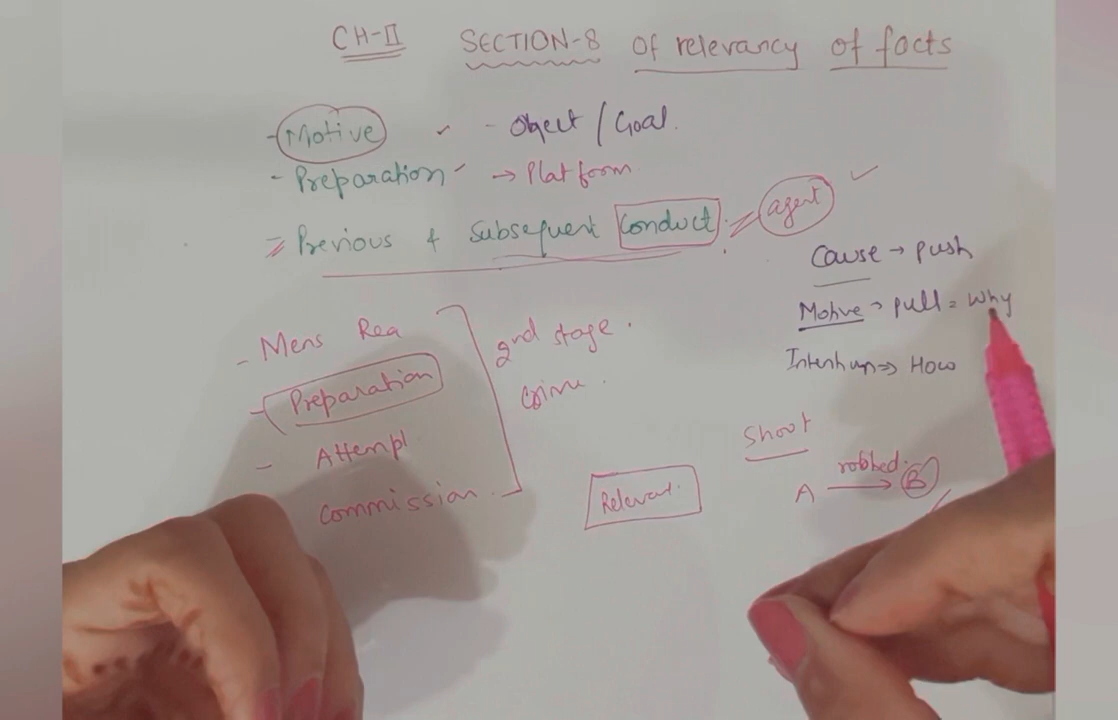 CH-II SECTION-8 Of relevancy of facts
- Motive ✓ - Object / Goal.
- Preparation → Platform
= Previous & Subsequent Conduct = agent ✓
Cause → push
Motive → pull = Why
Intention => How
- Mens Rea
- Preparation
- Attempt
Commission.
2nd stage.
Crime.
Relevant.
Shoot
A robbed. → B